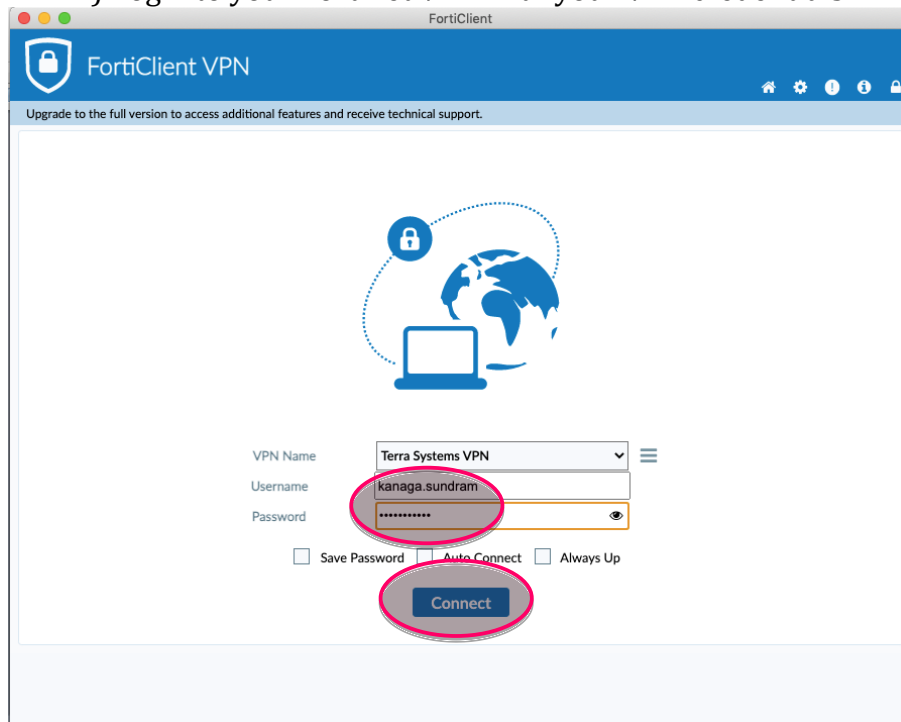 FortiClient
FortiClient VPN
Upgrade to the full version to access additional features and receive technical support.
VPN Name Terra Systems VPN
Username kanaga.sundram
Password •••••••••••
Save Password Auto Connect Always Up
Connect